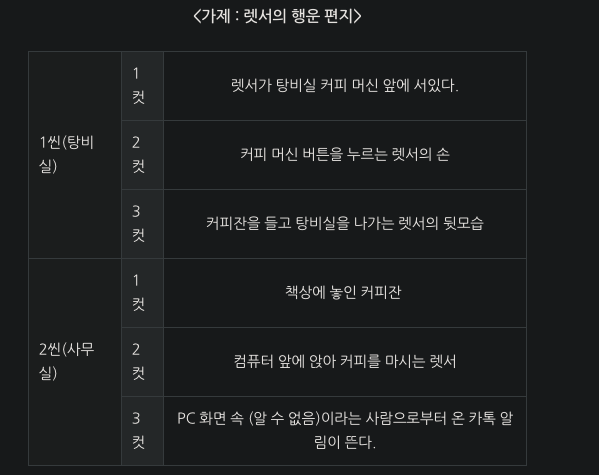 <가제 : 렛서의 행운 편지>
1씬(탕비
실)
1
컷
렛서가 탕비실 커피 머신 앞에 서있다.
2
컷
커피 머신 버튼을 누르는 렛서의 손
3
컷
커피잔을 들고 탕비실을 나가는 렛서의 뒷모습
2씬(사무
실)
1
컷
책상에 놓인 커피잔
2
컷
컴퓨터 앞에 앉아 커피를 마시는 렛서
3
컷
PC 화면 속 (알 수 없음)이라는 사람으로부터 온 카톡 알
림이 뜬다.